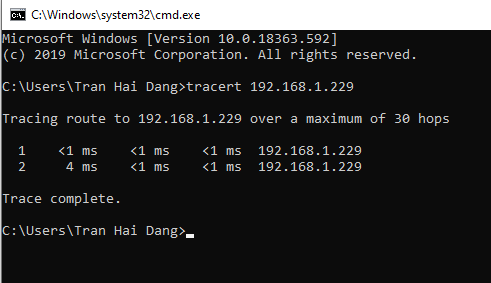 C:\Windows\system32\cmd.exe
Microsoft Windows [Version 10.0.18363.592]
(c) 2019 Microsoft Corporation. All rights reserved.
C:\Users\Tran Hai Dang>tracert 192.168.1.229
Tracing route to 192.168.1.229 over a maximum of 30 hops
1 <1 ms <1 ms <1 ms 192.168.1.229
2 4 ms <1 ms <1 ms 192.168.1.229
Trace complete.
C:\Users\Tran Hai Dang>